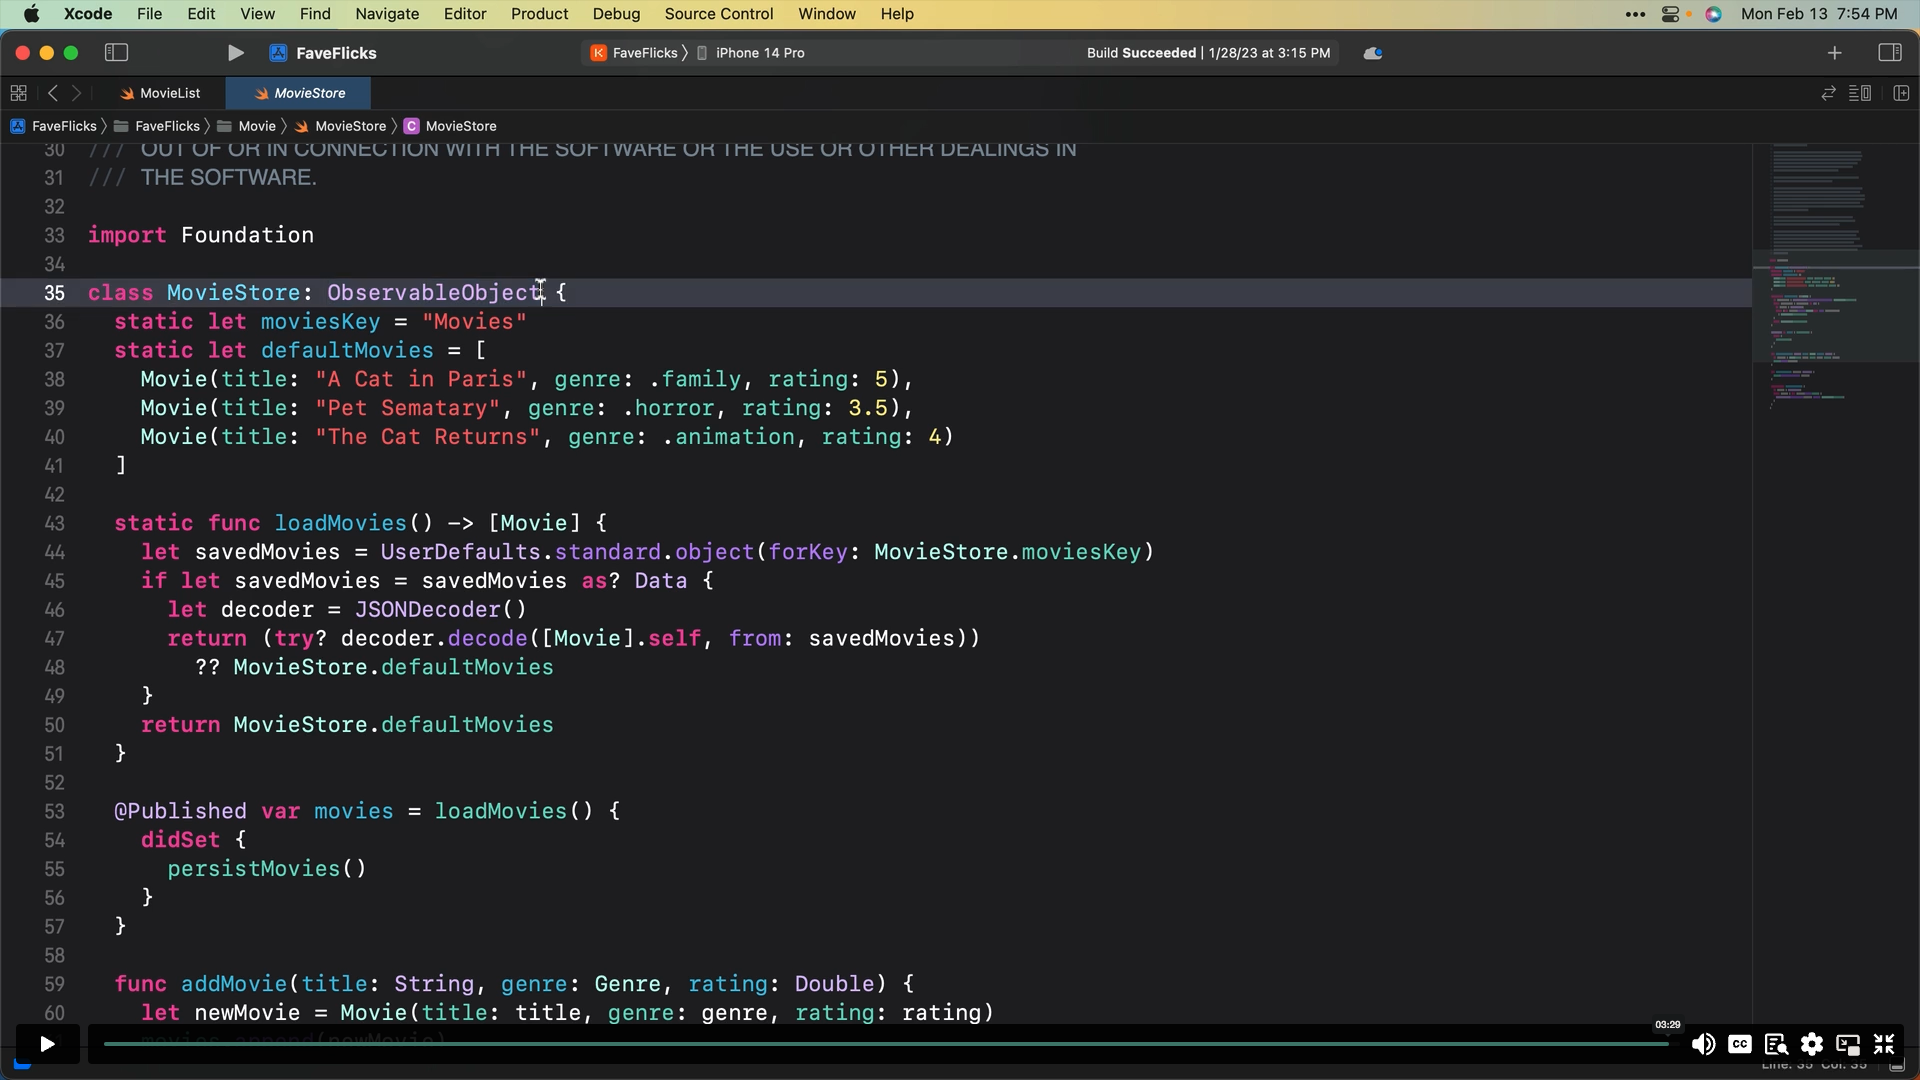 Xcode File Edit View Find Navigate Editor Product Debug Source Control Window Help Mon Feb 13 7:54 PM
FaveFlicks FaveFlicks iPhone 14 Pro Build Succeeded | 1/28/23 at 3:15 PM
MovieList MovieStore
FaveFlicks FaveFlicks Movie MovieStore C MovieStore
30 /// OUT OF OR IN CONNECTION WITH THE SOFTWARE OR THE USE OR OTHER DEALINGS IN
31 /// THE SOFTWARE.
32
33 import Foundation
34
35 class MovieStore: ObservableObject {
36 static let moviesKey = "Movies"
37 static let defaultMovies = [
38 Movie(title: "A Cat in Paris", genre: .family, rating: 5),
39 Movie(title: "Pet Sematary", genre: .horror, rating: 3.5),
40 Movie(title: "The Cat Returns", genre: .animation, rating: 4)
41 ]
42
43 static func loadMovies() -> [Movie] {
44 let savedMovies = UserDefaults.standard.object(forKey: MovieStore.moviesKey)
45 if let savedMovies = savedMovies as? Data {
46 let decoder = JSONDecoder()
47 return (try? decoder.decode([Movie].self, from: savedMovies))
48 ?? MovieStore.defaultMovies
49 }
50 return MovieStore.defaultMovies
51 }
52
53 @Published var movies = loadMovies() {
54 didSet {
55 persistMovies()
56 }
57 }
58
59 func addMovie(title: String, genre: Genre, rating: Double) {
60 let newMovie = Movie(title: title, genre: genre, rating: rating)
movies.append(newMovie)
03:29
CC
Line: 35 Col: 35